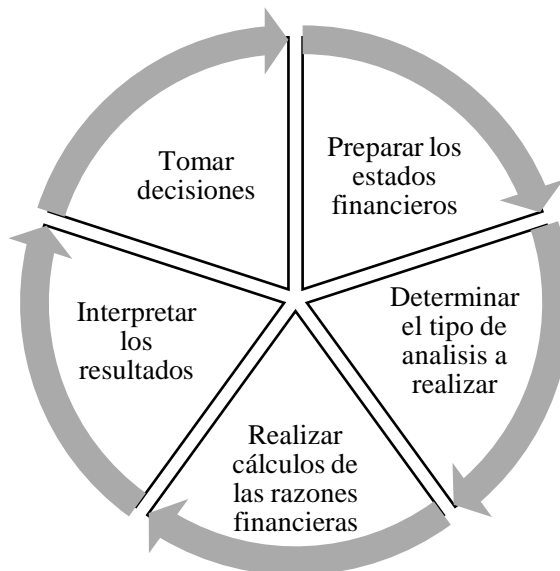 Preparar los
estados
financieros
Determinar
el tipo de
analisis a
realizar
Realizar
cálculos de
las razones
financieras
Interpretar
los
resultados
Tomar
decisiones